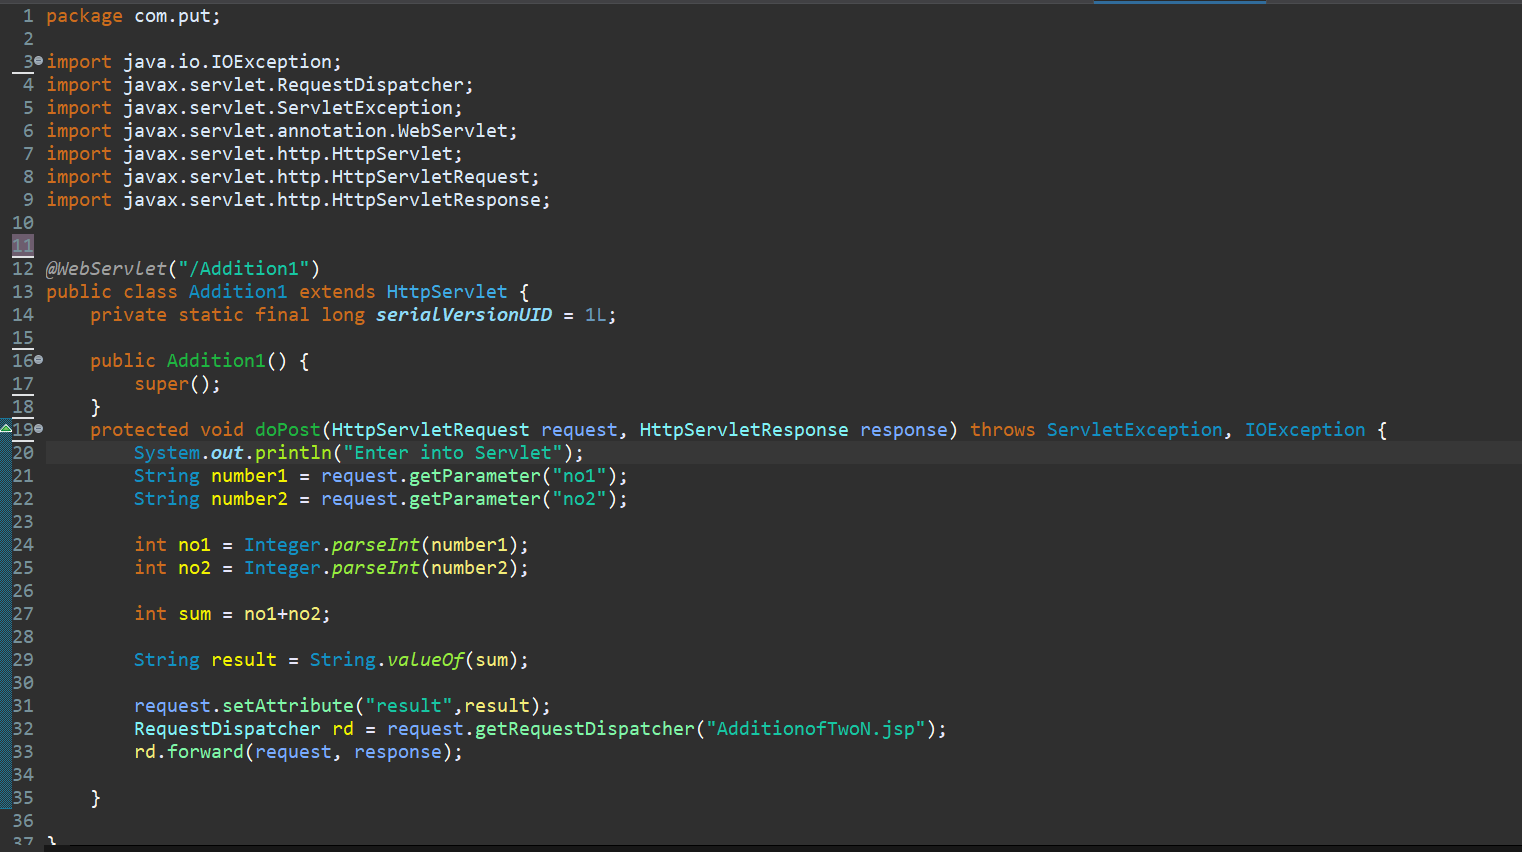 1 package com.put;
2
3 import java.io.IOException;
4 import javax.servlet.RequestDispatcher;
5 import javax.servlet.ServletException;
6 import javax.servlet.annotation.WebServlet;
7 import javax.servlet.http.HttpServlet;
8 import javax.servlet.http.HttpServletRequest;
9 import javax.servlet.http.HttpServletResponse;
10
11
12 @WebServlet("/Addition1")
13 public class Addition1 extends HttpServlet {
14     private static final long serialVersionUID = 1L;
15
16     public Addition1() {
17         super();
18     }
19     protected void doPost(HttpServletRequest request, HttpServletResponse response) throws ServletException, IOException {
20         System.out.println("Enter into Servlet");
21         String number1 = request.getParameter("no1");
22         String number2 = request.getParameter("no2");
23
24         int no1 = Integer.parseInt(number1);
25         int no2 = Integer.parseInt(number2);
26
27         int sum = no1+no2;
28
29         String result = String.valueOf(sum);
30
31         request.setAttribute("result",result);
32         RequestDispatcher rd = request.getRequestDispatcher("AdditionofTwoN.jsp");
33         rd.forward(request, response);
34
35     }
36
37 }